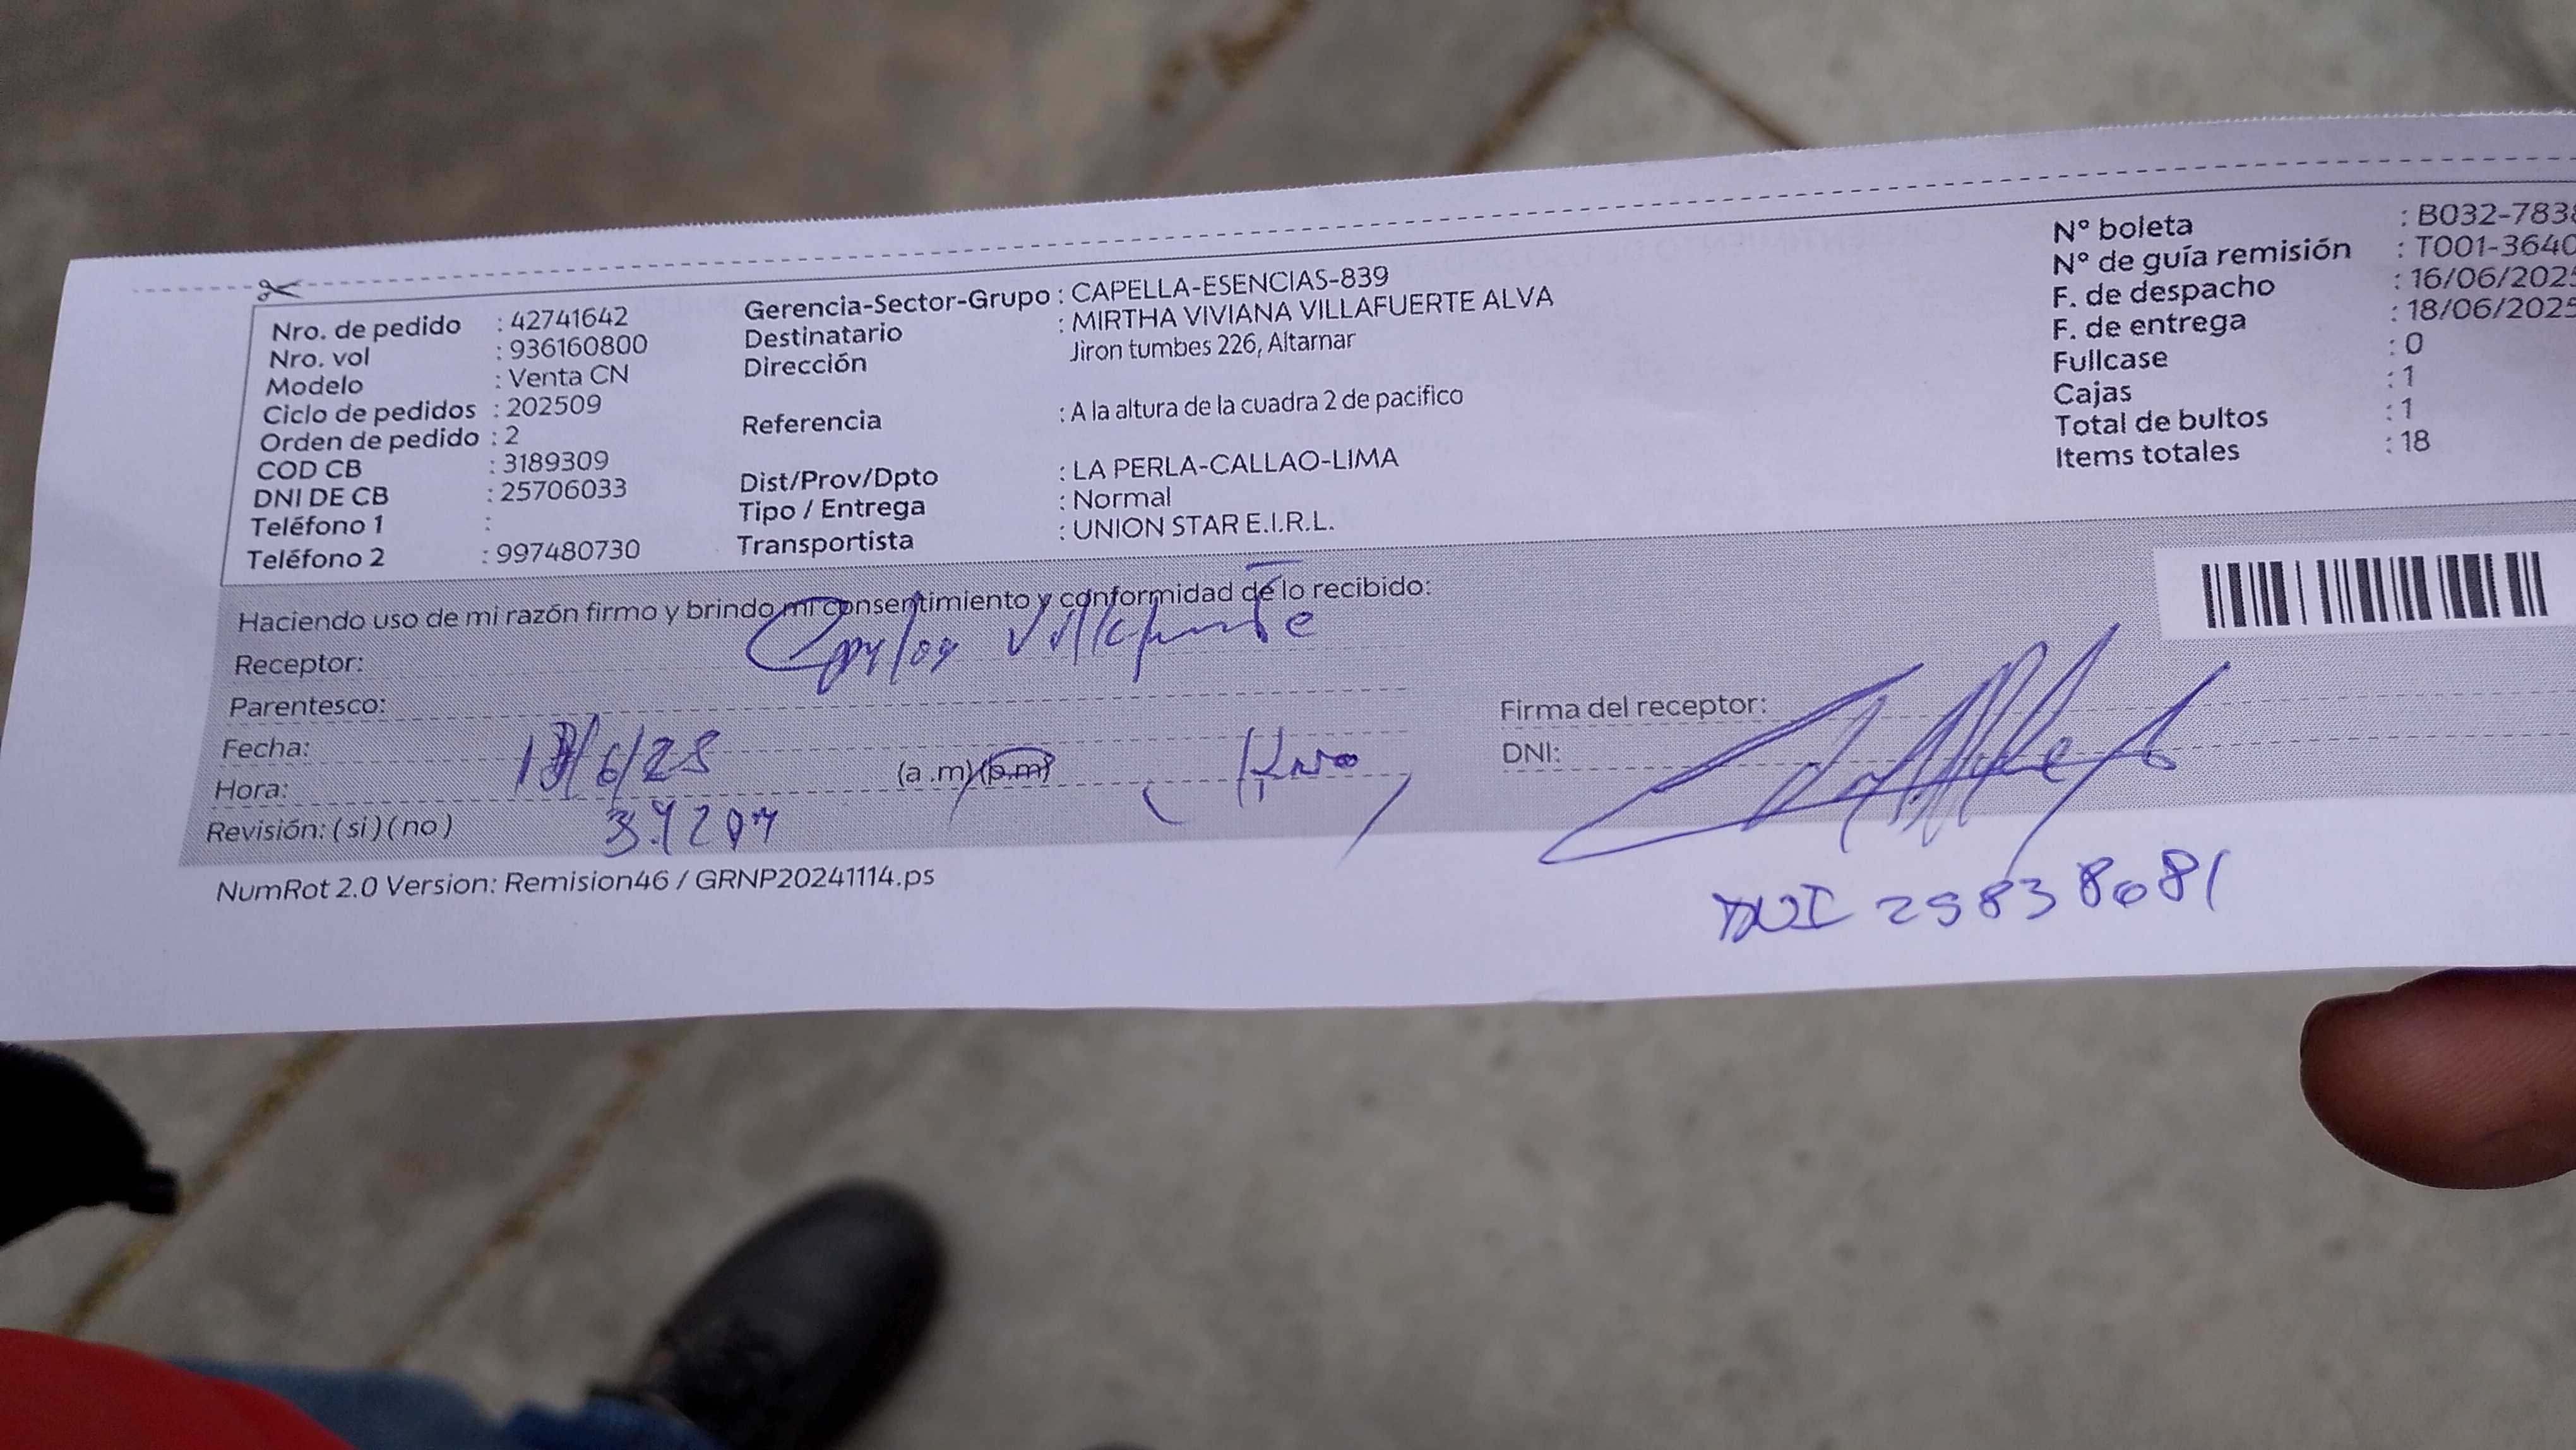 Nro. de pedido : 42741642
Nro. vol : 936160800
Modelo : Venta CN
Ciclo de pedidos : 202509
Orden de pedido : 2
COD CB : 3189309
DNI DE CB : 25706033
Teléfono 1 :
Teléfono 2 : 997480730
Gerencia-Sector-Grupo : CAPELLA-ESENCIAS-839
Destinatario : MIRTHA VIVIANA VILLAFUERTE ALVA
Dirección Jiron tumbes 226, Altamar
Referencia : A la altura de la cuadra 2 de pacifico
Dist/Prov/Dpto : LA PERLA-CALLAO-LIMA
Tipo / Entrega : Normal
Transportista : UNION STAR E.I.R.L.
N° boleta : B032-783
N° de guía remisión : T001-364
F. de despacho : 16/06/202
F. de entrega : 18/06/2025
Fullcase : 0
Cajas : 1
Total de bultos : 1
Items totales : 18
Haciendo uso de mi razón firmo y brindo mi consentimiento y conformidad de lo recibido:
Receptor: Carlos Villafuerte
Parentesco:
Fecha:
Hora: (a.m)(p.m)
Revisión: (si)(no)
Firma del receptor:
DNI:
DNI 25838081
NumRot 2.0 Version: Remision46 / GRNP20241114.ps